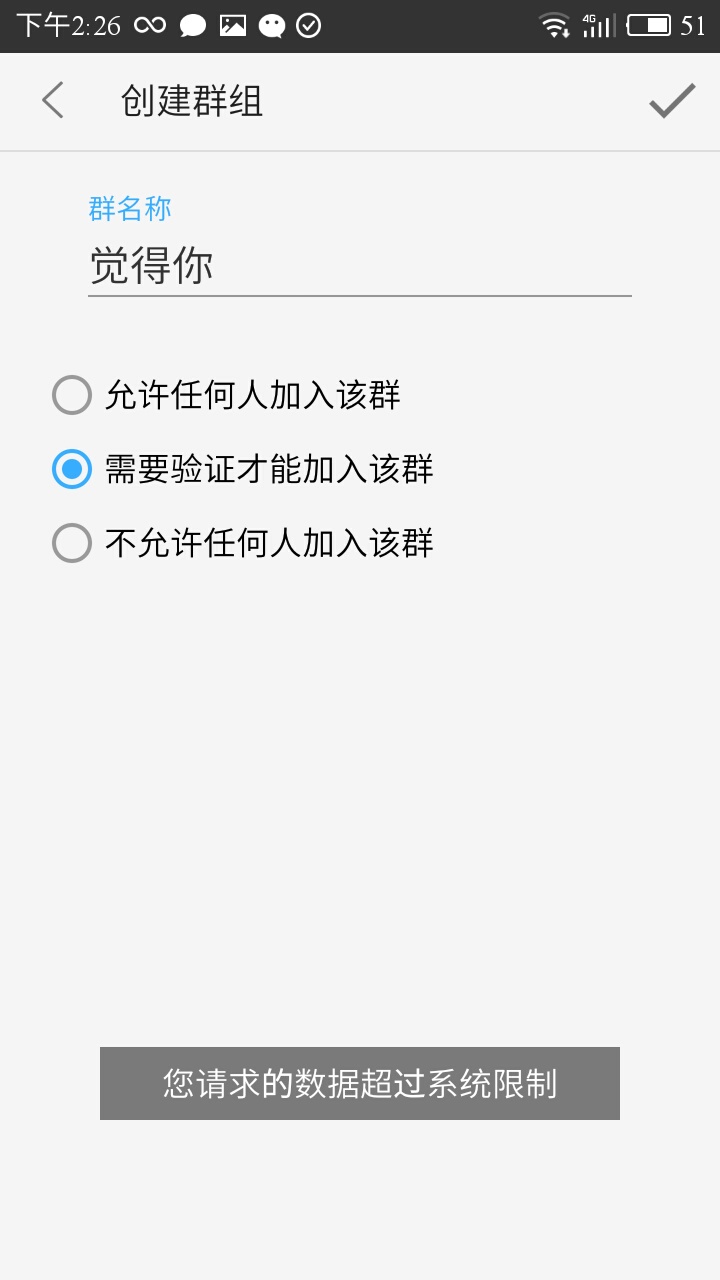 下午2:26
4G
51
创建群组
群名称
觉得你
允许任何人加入该群
需要验证才能加入该群
不允许任何人加入该群
您请求的数据超过系统限制